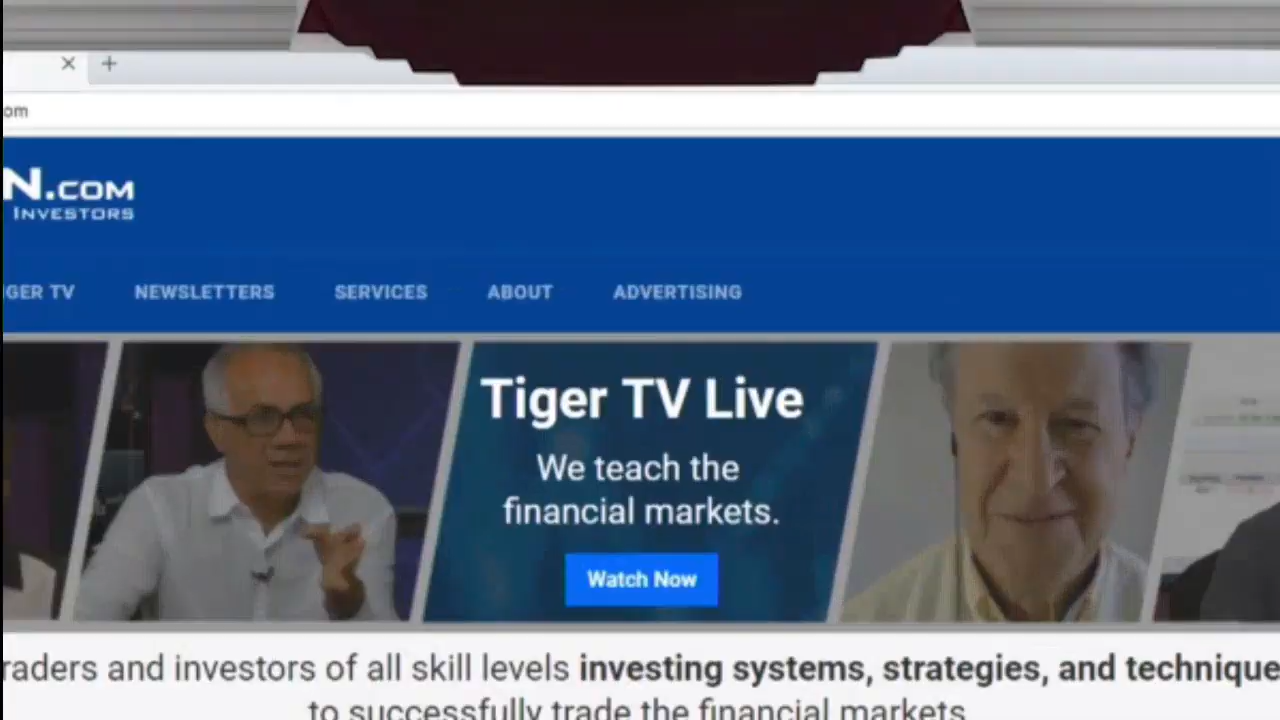 om
N.COM
INVESTORS
IGER TV NEWSLETTERS SERVICES ABOUT ADVERTISING
Tiger TV Live
We teach the
financial markets.
Watch Now
raders and investors of all skill levels investing systems, strategies, and technique
to successfully trade the financial markets